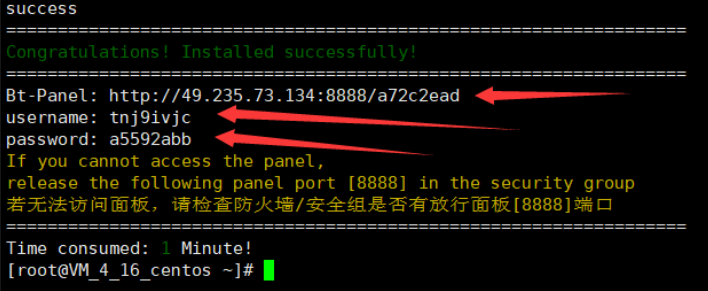 success
==================================================================
Congratulations! Installed successfully!
==================================================================
Bt-Panel: http://49.235.73.134:8888/a72c2ead
username: tnj9ivjc
password: a5592abb
If you cannot access the panel,
release the following panel port [8888] in the security group
若无法访问面板，请检查防火墙/安全组是否有放行面板[8888]端口
==================================================================
Time consumed: 1 Minute!
[root@VM_4_16_centos ~]#